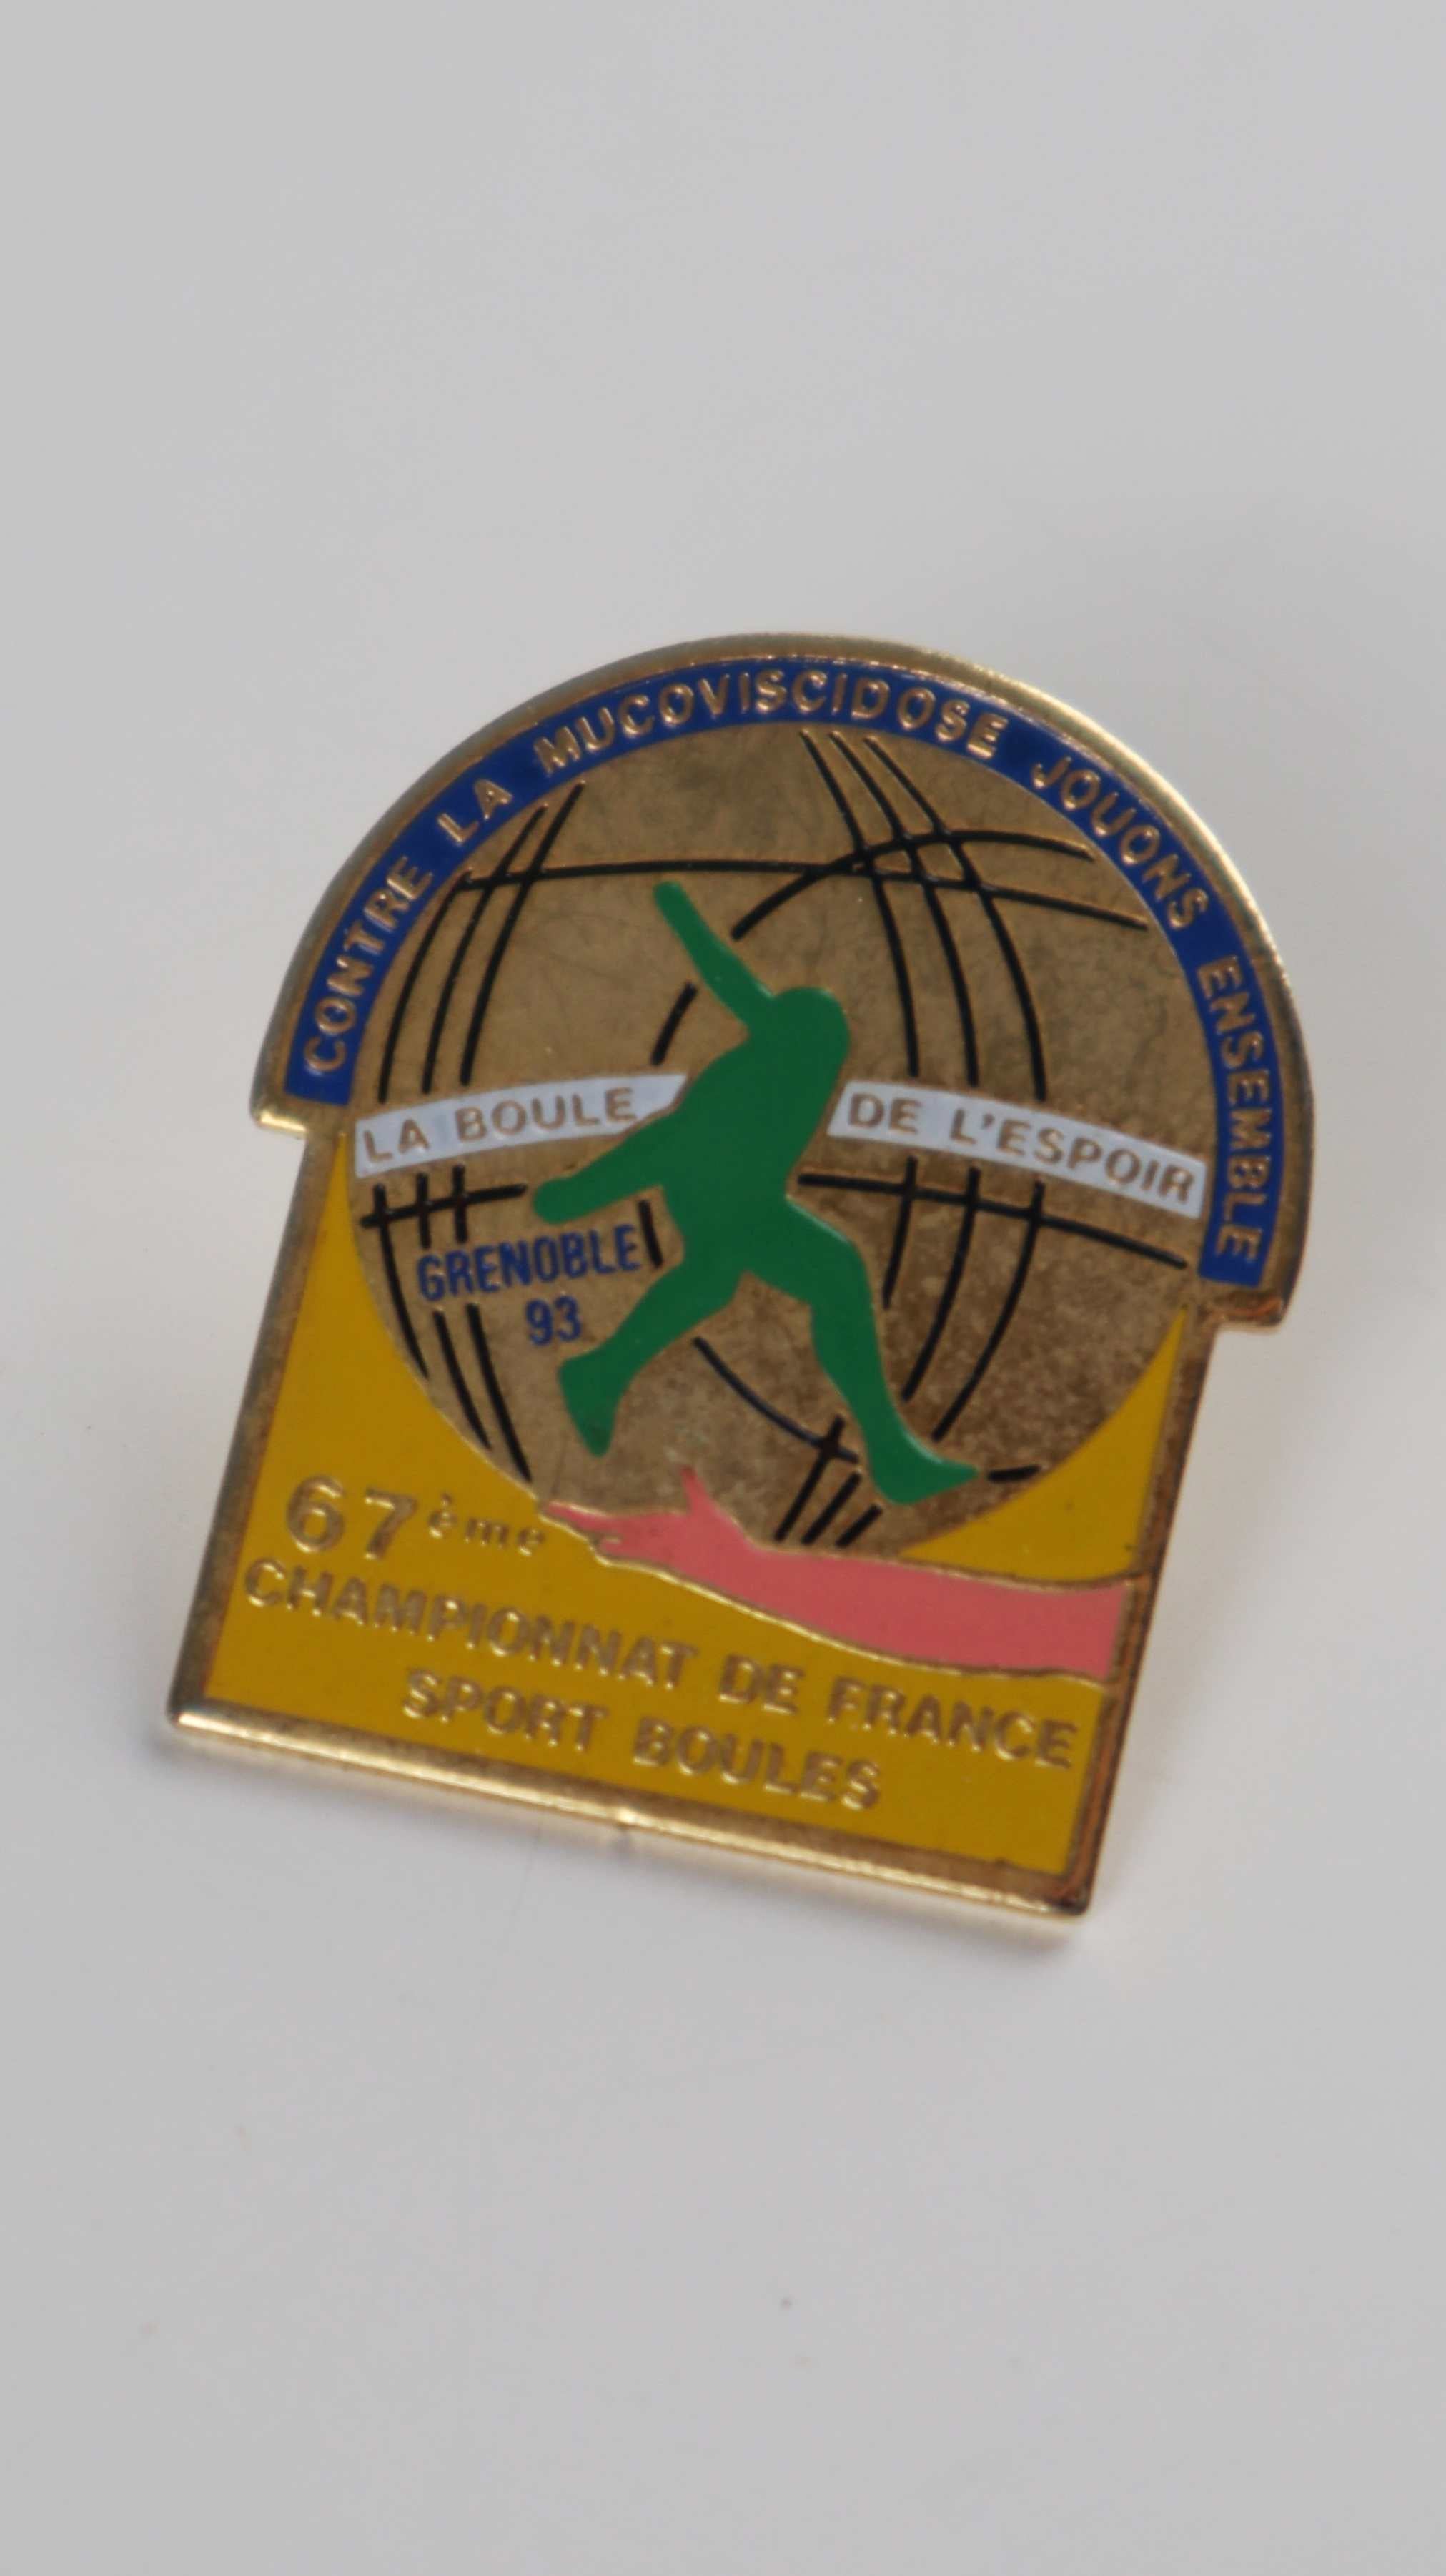 CONTRE LA MUCOVISCIDOSE JOUONS ENSEMBLE
LA BOULE DE L'ESPOIR
GRENOBLE
93
67ème
CHAMPIONNAT DE FRANCE
SPORT BOULES